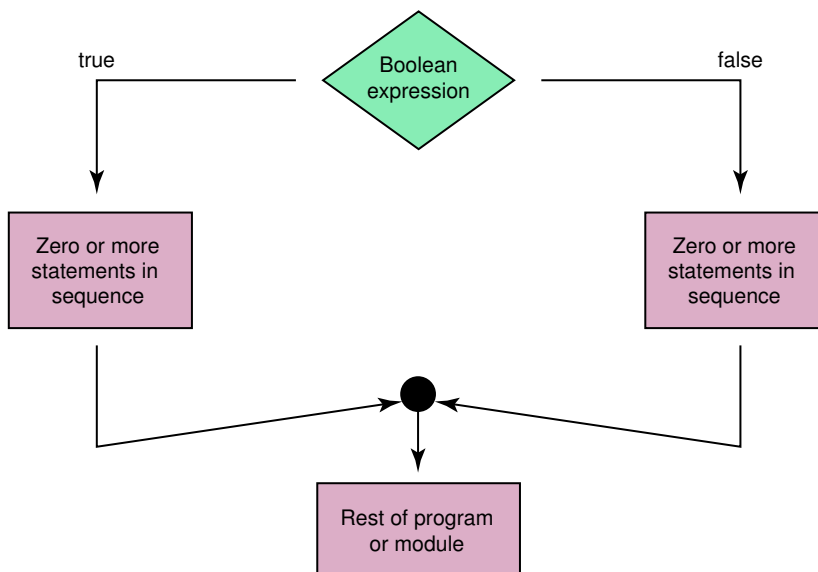 true
Boolean
expression
false
Zero or more
statements in
sequence
Zero or more
statements in
sequence
Rest of program
or module